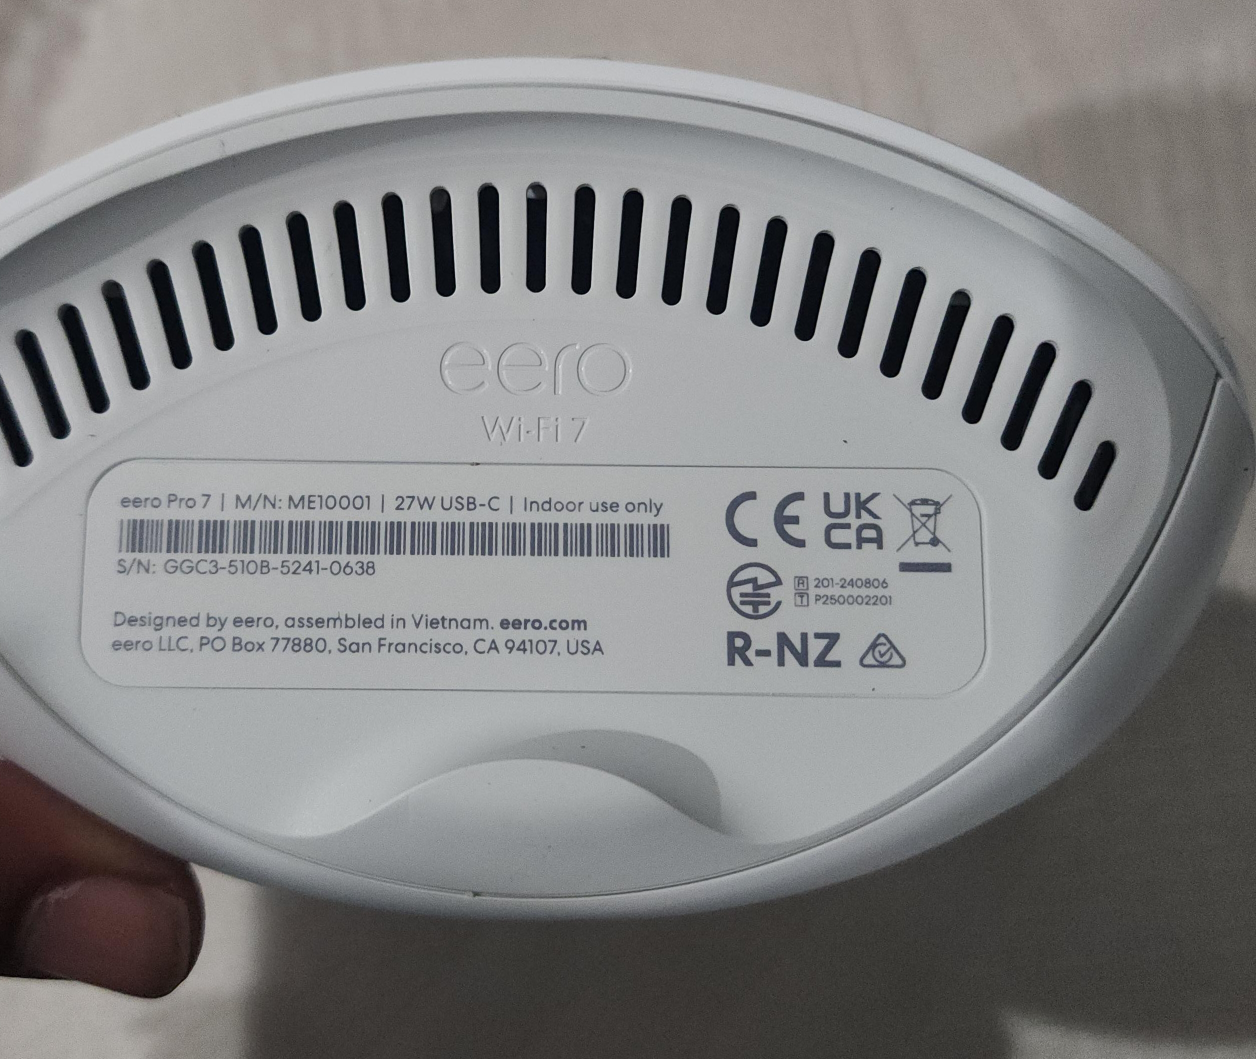 eero
Wi-Fi 7
eero Pro 7 | M/N: ME10001 | 27W USB-C | Indoor use only
S/N: GGC3-510B-5241-0638
Designed by eero, assembled in Vietnam. eero.com
eero LLC, PO Box 77880, San Francisco, CA 94107, USA
CE UK CA
R 201-240806
T P250002201
R-NZ